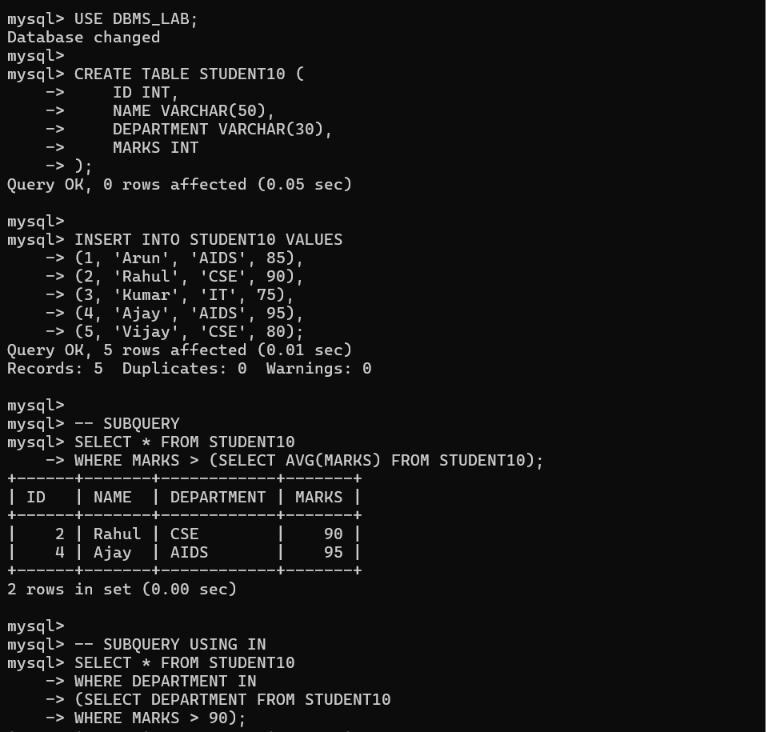 mysql> USE DBMS_LAB;
Database changed
mysql>
mysql> CREATE TABLE STUDENT10 (
    ->     ID INT,
    ->     NAME VARCHAR(50),
    ->     DEPARTMENT VARCHAR(30),
    ->     MARKS INT
    -> );
Query OK, 0 rows affected (0.05 sec)

mysql>
mysql> INSERT INTO STUDENT10 VALUES
    -> (1, 'Arun', 'AIDS', 85),
    -> (2, 'Rahul', 'CSE', 90),
    -> (3, 'Kumar', 'IT', 75),
    -> (4, 'Ajay', 'AIDS', 95),
    -> (5, 'Vijay', 'CSE', 80);
Query OK, 5 rows affected (0.01 sec)
Records: 5  Duplicates: 0  Warnings: 0

mysql>
mysql> -- SUBQUERY
mysql> SELECT * FROM STUDENT10
    -> WHERE MARKS > (SELECT AVG(MARKS) FROM STUDENT10);
+------+-------+------------+-------+
| ID   | NAME  | DEPARTMENT | MARKS |
+------+-------+------------+-------+
|    2 | Rahul | CSE        |    90 |
|    4 | Ajay  | AIDS       |    95 |
+------+-------+------------+-------+
2 rows in set (0.00 sec)

mysql>
mysql> -- SUBQUERY USING IN
mysql> SELECT * FROM STUDENT10
    -> WHERE DEPARTMENT IN
    -> (SELECT DEPARTMENT FROM STUDENT10
    -> WHERE MARKS > 90);